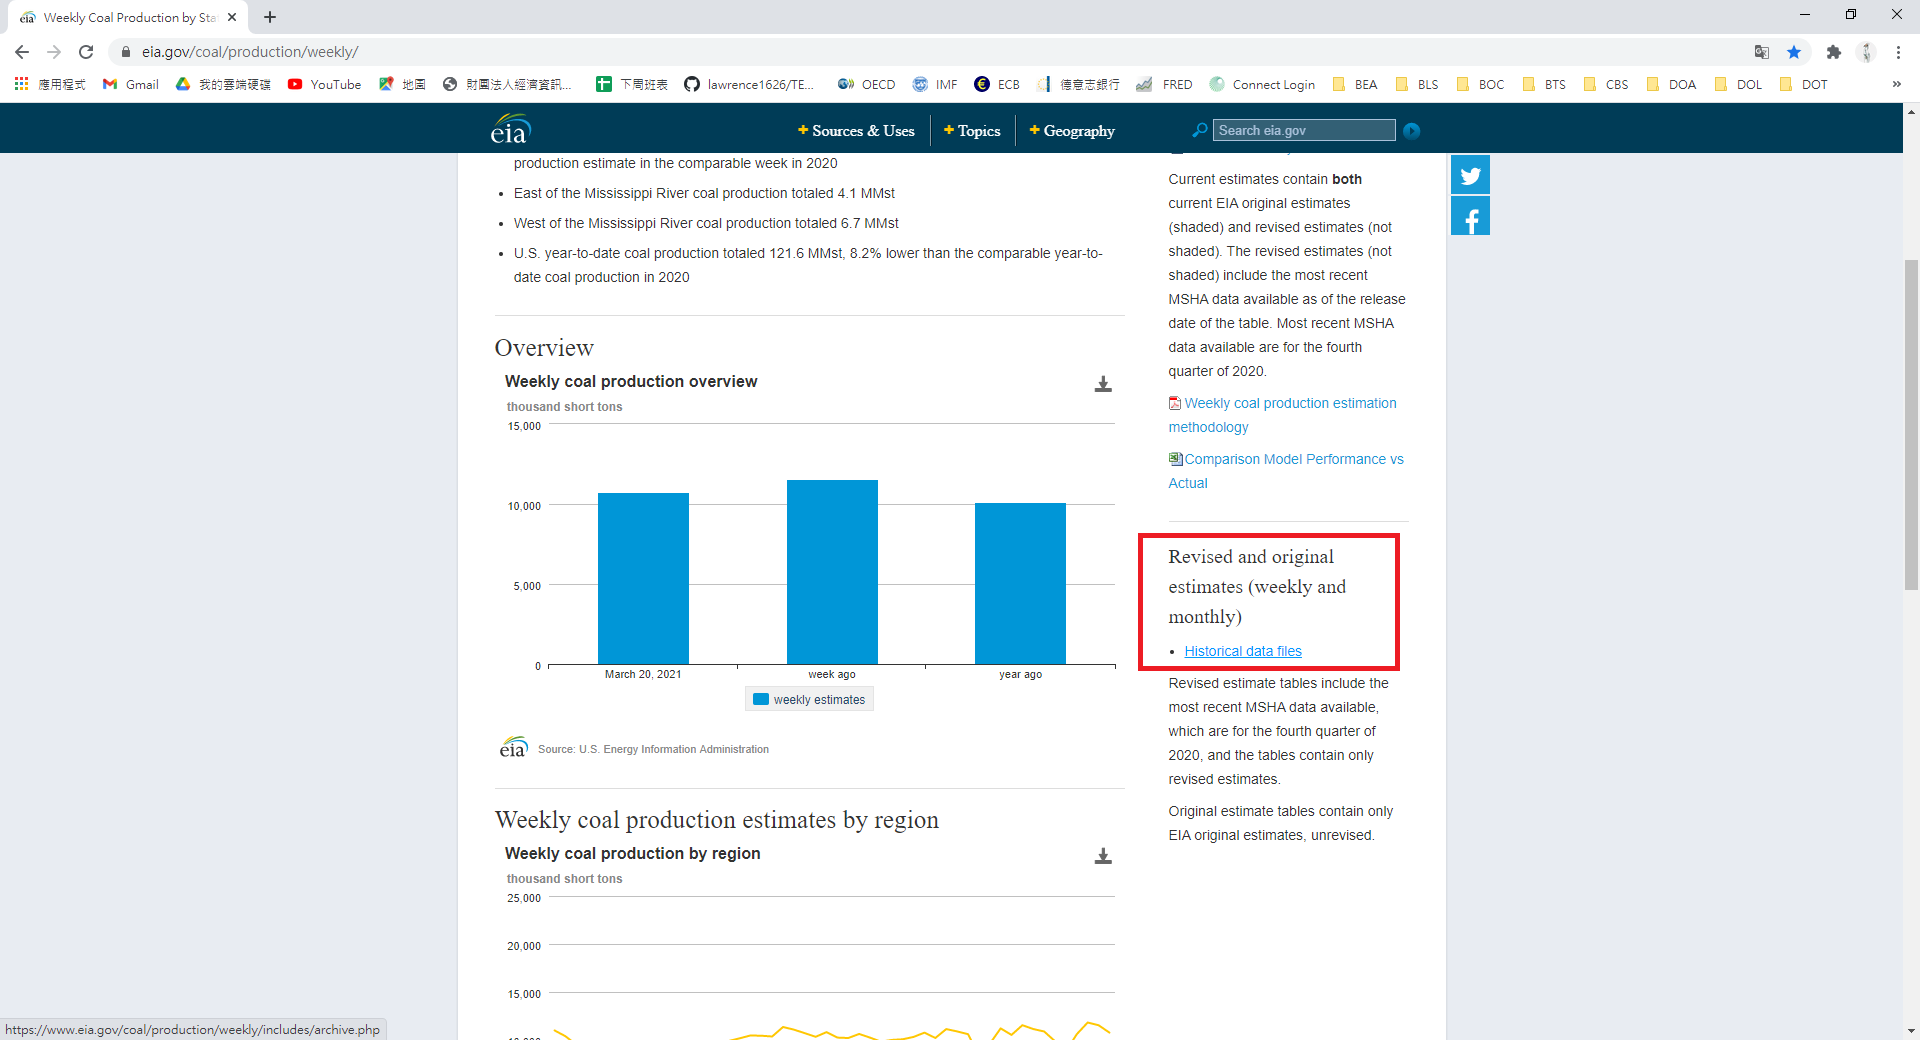 Weekly Coal Production by Sta
eia.gov/coal/production/weekly/
應用程式
Gmail
我的雲端硬碟
YouTube
地圖
財團法人經濟資訊...
下周班表
lawrence1626/TE...
OECD
IMF
ECB
德意志銀行
FRED
Connect Login
BEA
BLS
BOC
BTS
CBS
DOA
DOL
DOT
»
eia
+ Sources & Uses
+ Topics
+ Geography
Search eia.gov
production estimate in the comparable week in 2020
• East of the Mississippi River coal production totaled 4.1 MMst
• West of the Mississippi River coal production totaled 6.7 MMst
• U.S. year-to-date coal production totaled 121.6 MMst, 8.2% lower than the comparable year-to-
date coal production in 2020
Overview
Weekly coal production overview
thousand short tons
15,000
10,000
5,000
0
March 20, 2021
week ago
year ago
weekly estimates
eia
Source: U.S. Energy Information Administration
Weekly coal production estimates by region
Weekly coal production by region
thousand short tons
25,000
20,000
15,000
10,000
Current estimates contain both
current EIA original estimates
(shaded) and revised estimates (not
shaded). The revised estimates (not
shaded) include the most recent
MSHA data available as of the release
date of the table. Most recent MSHA
data available are for the fourth
quarter of 2020.
Weekly coal production estimation
methodology
Comparison Model Performance vs
Actual
Revised and original
estimates (weekly and
monthly)
• Historical data files
Revised estimate tables include the
most recent MSHA data available,
which are for the fourth quarter of
2020, and the tables contain only
revised estimates.
Original estimate tables contain only
EIA original estimates, unrevised.
https://www.eia.gov/coal/production/weekly/includes/archive.php